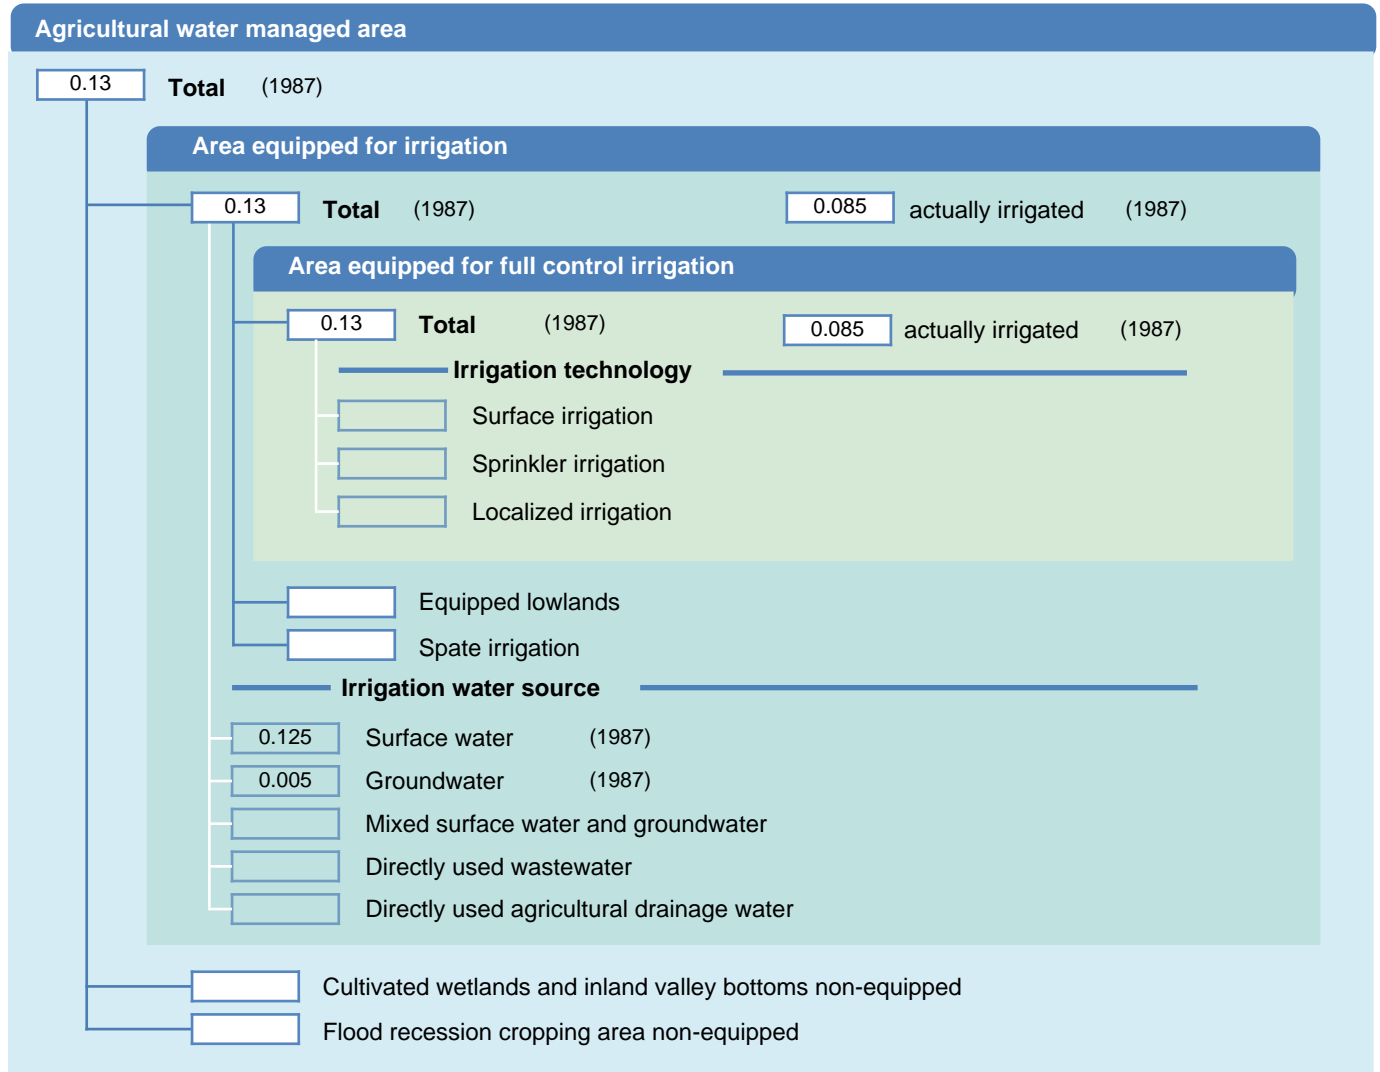 Agricultural water managed area
0.13 Total (1987)
Area equipped for irrigation
0.13 Total (1987) 0.085 actually irrigated (1987)
Area equipped for full control irrigation
0.13 Total (1987) 0.085 actually irrigated (1987)
Irrigation technology
Surface irrigation
Sprinkler irrigation
Localized irrigation
Equipped lowlands
Spate irrigation
Irrigation water source
0.125 Surface water (1987)
0.005 Groundwater (1987)
Mixed surface water and groundwater
Directly used wastewater
Directly used agricultural drainage water
Cultivated wetlands and inland valley bottoms non-equipped
Flood recession cropping area non-equipped